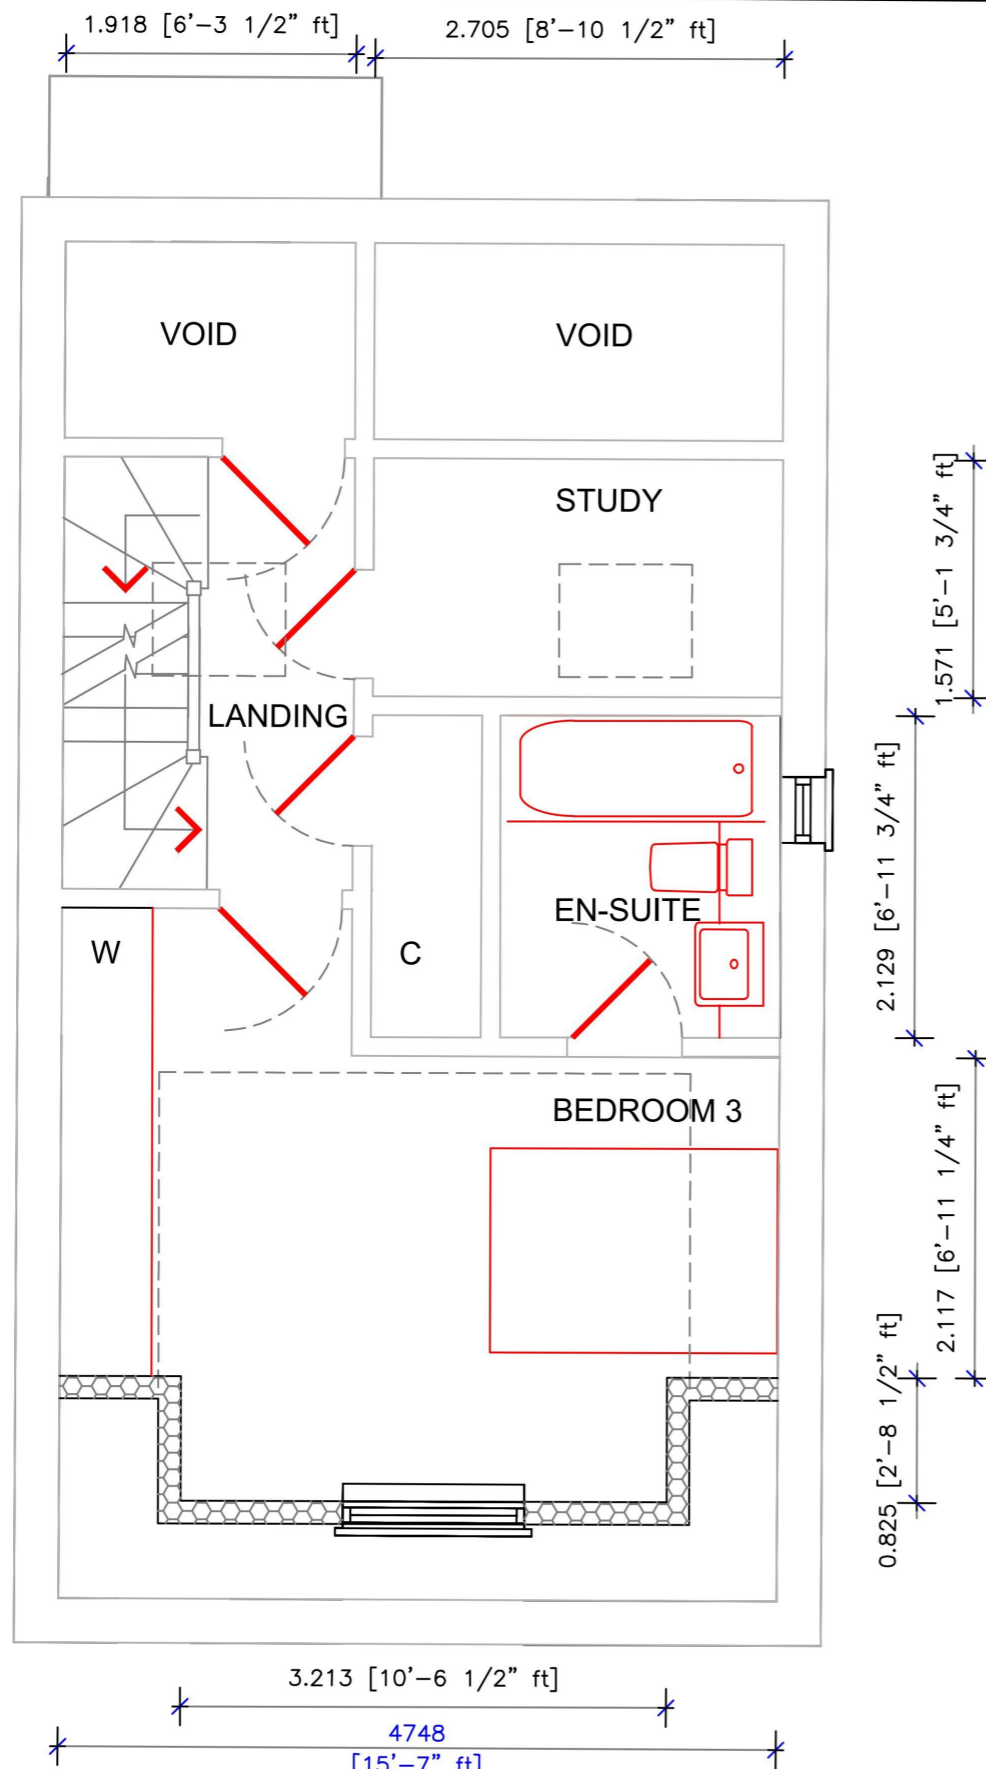 1.918 [6’-3 1/2” ft]
2.705 [8’-10 1/2” ft]
VOID
VOID
STUDY
1.571 [5’-1 3/4” ft]
LANDING
2.129 [6’-11 3/4” ft]
EN-SUITE
W
C
BEDROOM 3
2.117 [6’-11 1/4” ft]
0.825 [2’-8 1/2” ft]
3.213 [10’-6 1/2” ft]
4748
[15’-7” ft]